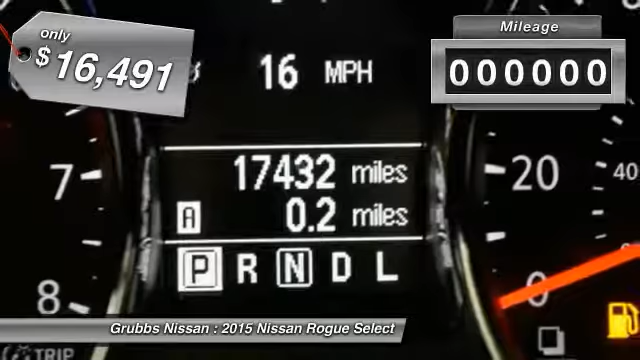 only
$16,491
Mileage
000000
16 MPH
17432 miles
A 0.2 miles
P R N D L
7
8
20
40
0
Grubbs Nissan : 2015 Nissan Rogue Select
TRIP